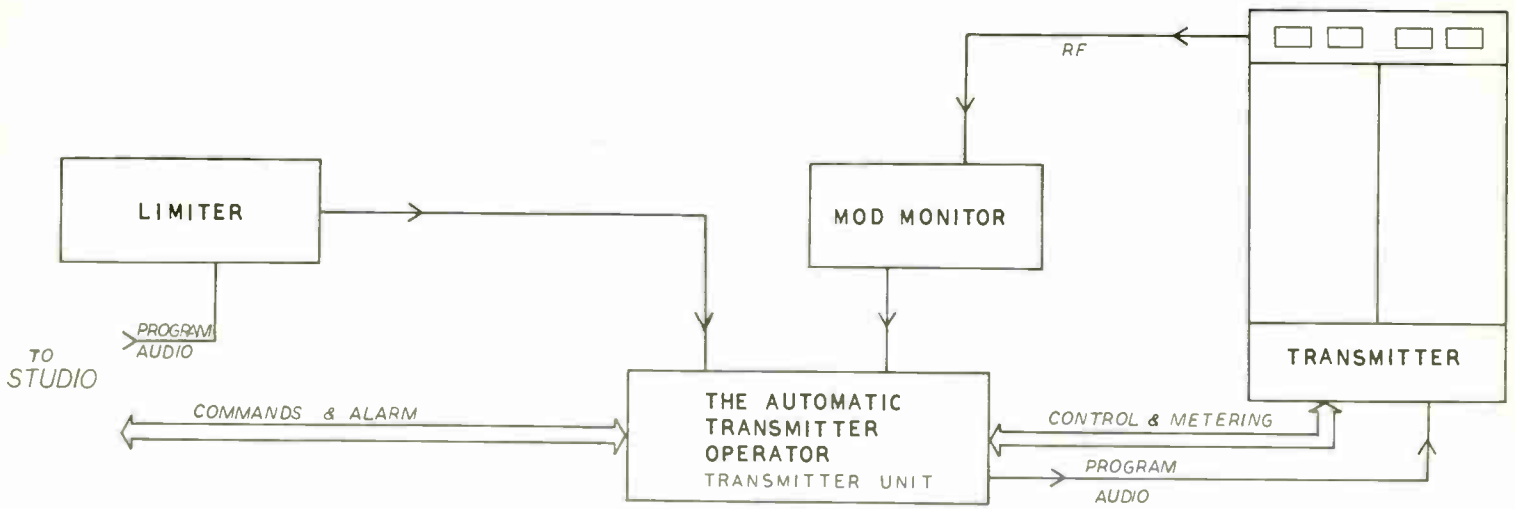 RF
LIMITER
MOD MONITOR
PROGRAM
AUDIO
TO
STUDIO
TRANSMITTER
COMMANDS & ALARM
THE AUTOMATIC
TRANSMITTER
OPERATOR
TRANSMITTER UNIT
CONTROL & METERING
PROGRAM
AUDIO